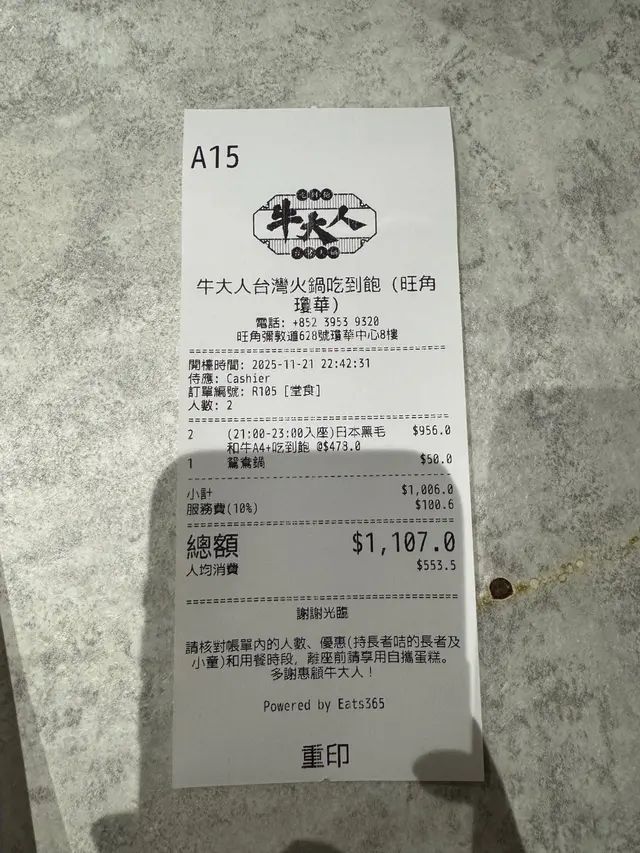 A15
牛大人
牛大人台灣火鍋吃到飽 (旺角
瓊華)
電話: +852 3953 9320
旺角彌敦道628號瓊華中心8樓
開檯時間: 2025-11-21 22:42:31
侍應: Cashier
訂單編號: R105 [堂食]
人數: 2
2 (21:00-23:00入座)日本黑毛 $956.0
和牛A4+吃到飽 @$478.0
1 鴛鴦鍋 $50.0
小計 $1,006.0
服務費(10%) $100.6
總額 $1,107.0
人均消費 $553.5
謝謝光臨
請核對帳單內的人數、優惠(持長者咭的長者及
小童)和用餐時段, 離座前請享用自攜蛋糕。
多謝惠顧牛大人！
Powered by Eats365
重印